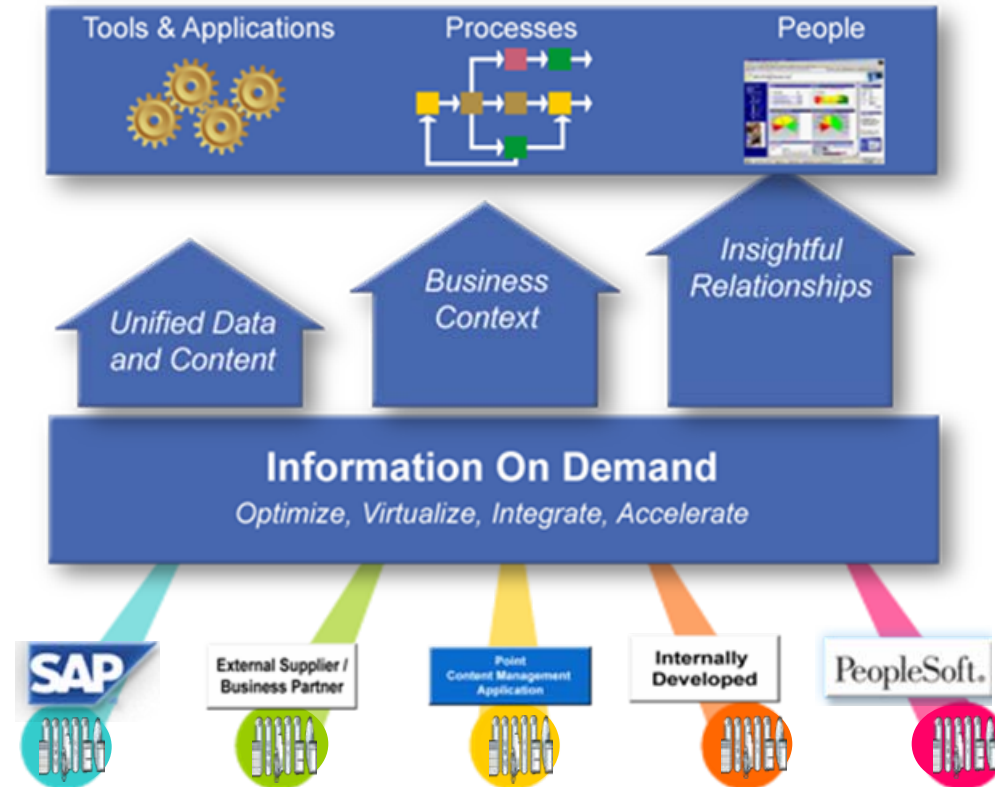 Tools & Applications
Processes
People
Unified Data
and Content
Business
Context
Insightful
Relationships
Information On Demand
Optimize, Virtualize, Integrate, Accelerate
SAP
External Supplier /
Business Partner
Point
Content Management
Application
Internally
Developed
PeopleSoft.